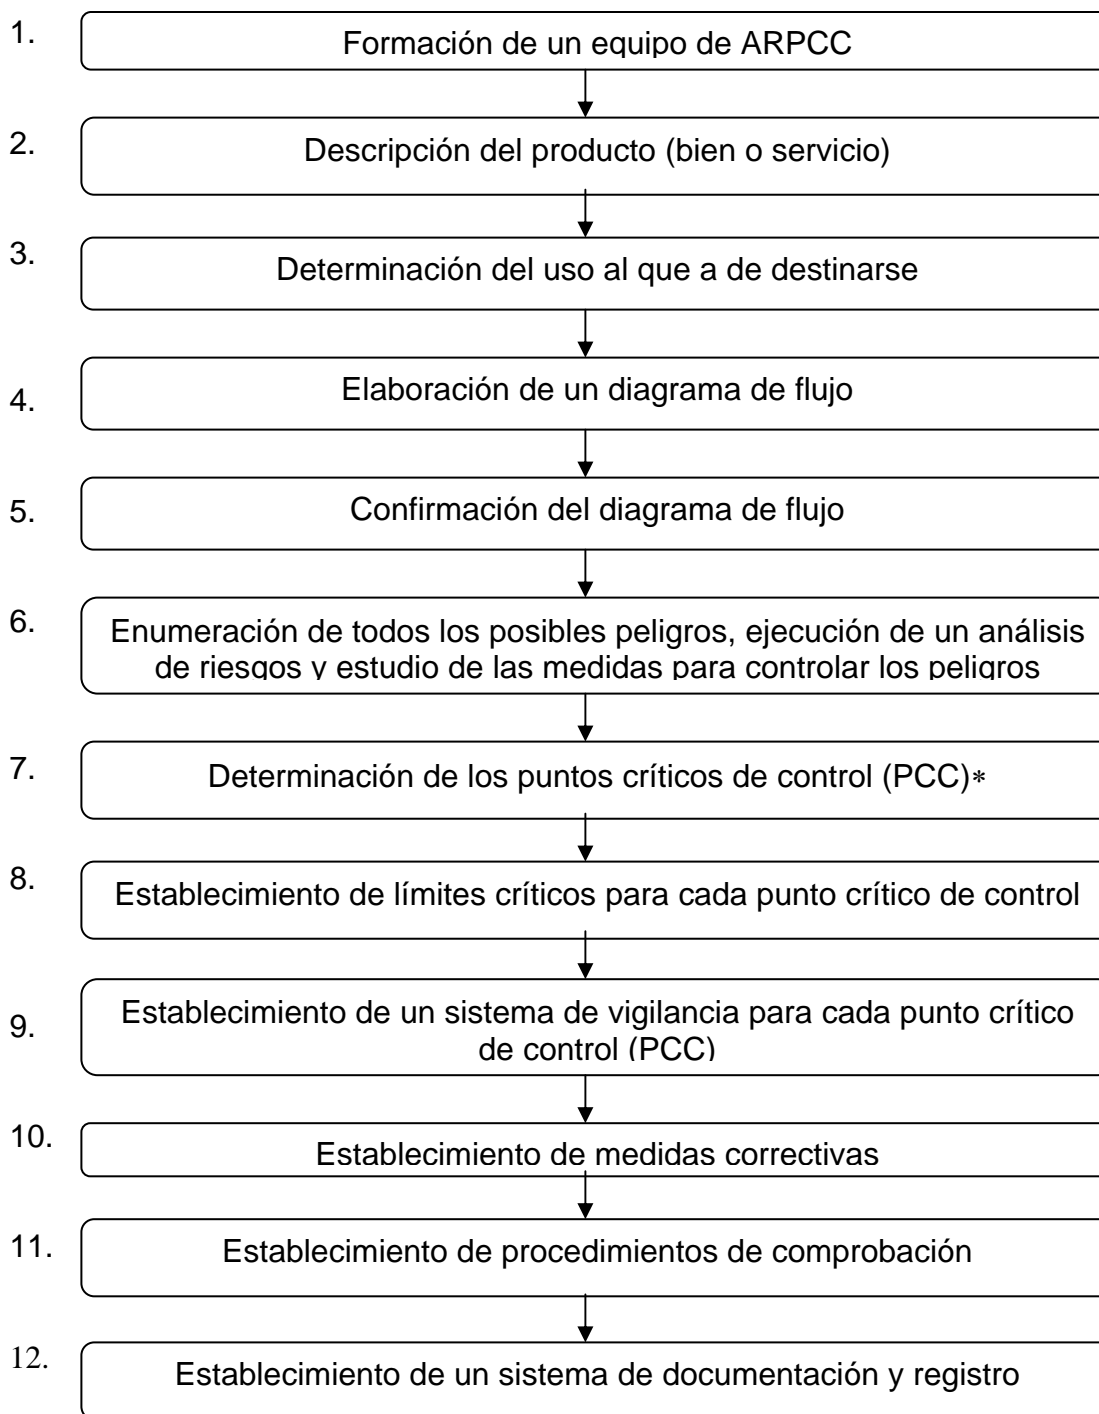 1. Formación de un equipo de ARPCC
2. Descripción del producto (bien o servicio)
3. Determinación del uso al que a de destinarse
4. Elaboración de un diagrama de flujo
5. Confirmación del diagrama de flujo
6. Enumeración de todos los posibles peligros, ejecución de un análisis
de riesgos y estudio de las medidas para controlar los peligros
7. Determinación de los puntos críticos de control (PCC)*
8. Establecimiento de límites críticos para cada punto crítico de control
9. Establecimiento de un sistema de vigilancia para cada punto crítico
de control (PCC)
10. Establecimiento de medidas correctivas
11. Establecimiento de procedimientos de comprobación
12. Establecimiento de un sistema de documentación y registro